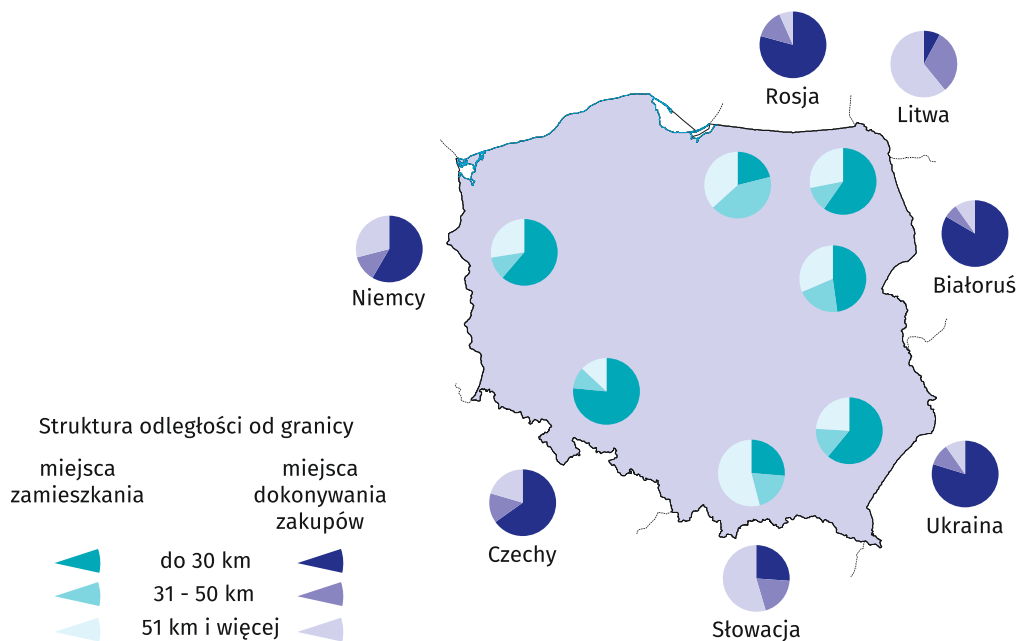 Rosja
Litwa
Białoruś
Niemcy
Struktura odległości od granicy
miejsca
zamieszkania
miejsca
dokonywania
zakupów
do 30 km
31 - 50 km
51 km i więcej
Czechy
Ukraina
Słowacja